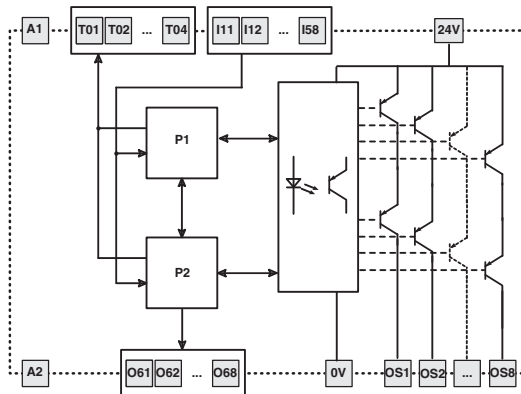 A1 T01 T02 ... T04 I11 I12 ... I58 24V
P1
P2
A2 O61 O62 ... O68 0V OS1 OS2 ... OS8